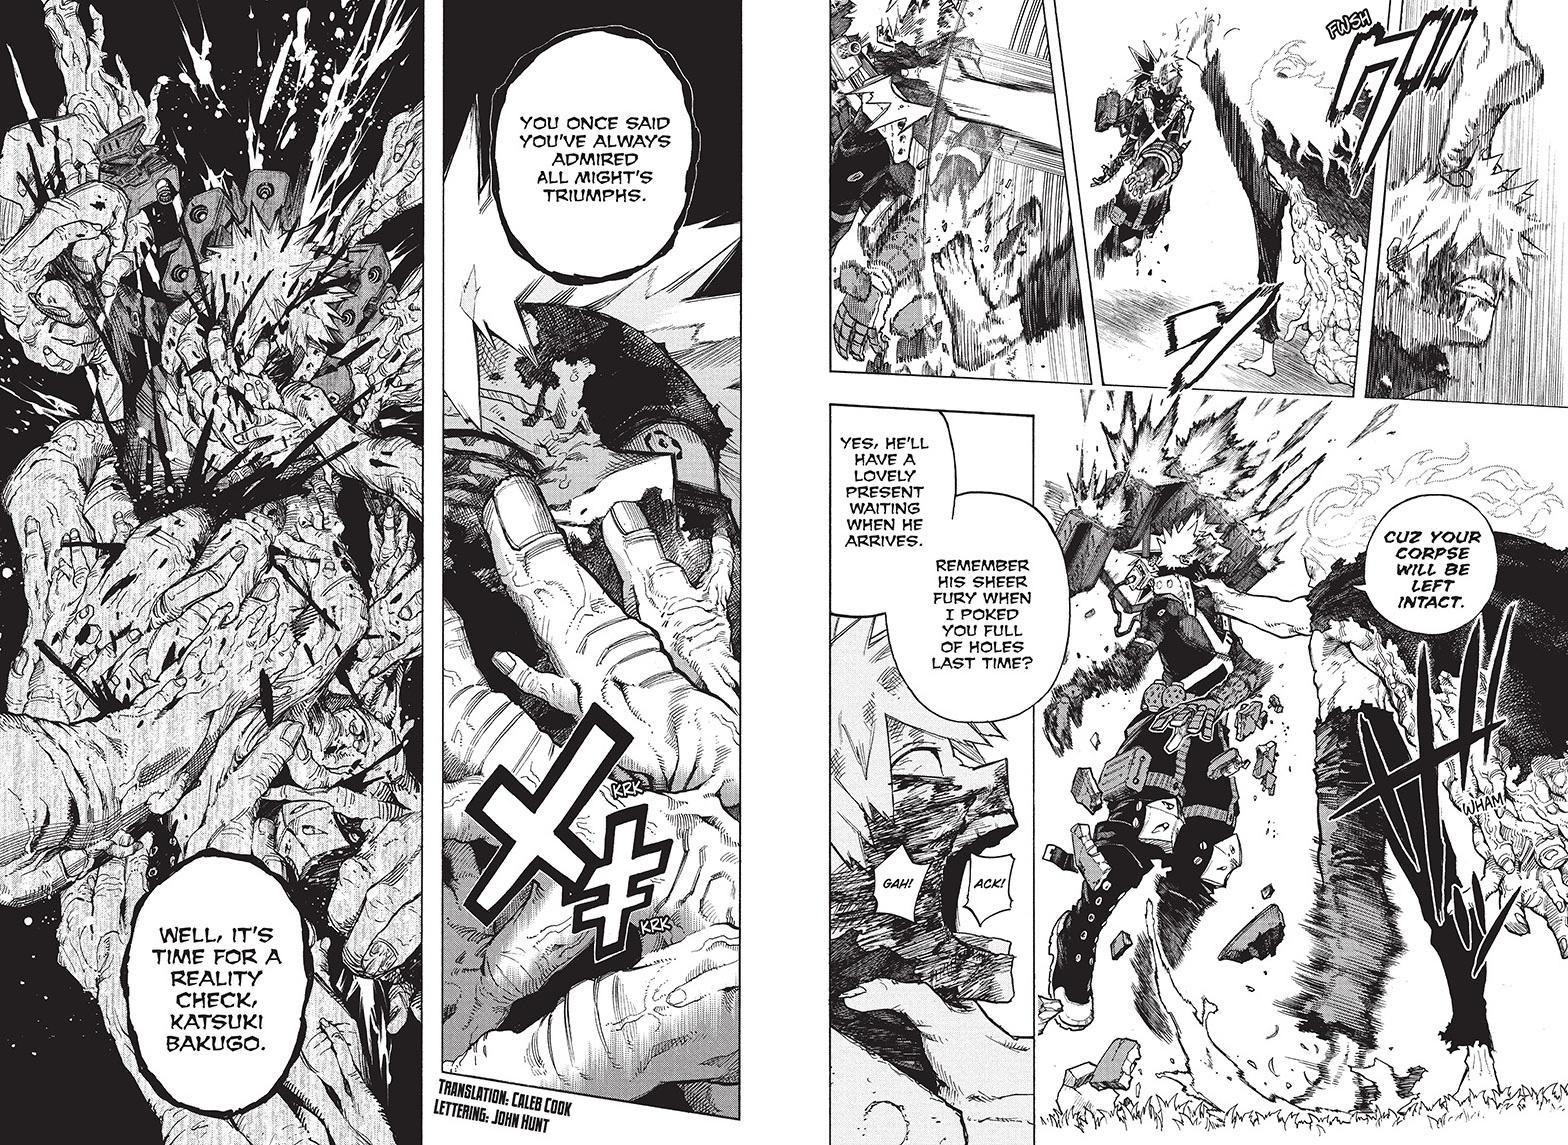 FWSH
CUZ YOUR
CORPSE
WILL BE
LEFT
INTACT.
WHAM
YES, HE'LL
HAVE A
LOVELY
PRESENT
WAITING
WHEN HE
ARRIVES.
REMEMBER
HIS SHEER
FURY WHEN
I POKED
YOU FULL
OF HOLES
LAST TIME?
ACK!
GAH!
YOU ONCE SAID
YOU'VE ALWAYS
ADMIRED
ALL MIGHT'S
TRIUMPHS.
メキ
KRK
KRK
TRANSLATION: CALEB COOK
LETTERING: JOHN HUNT
WELL, IT'S
TIME FOR A
REALITY
CHECK,
KATSUKI
BAKUGO.